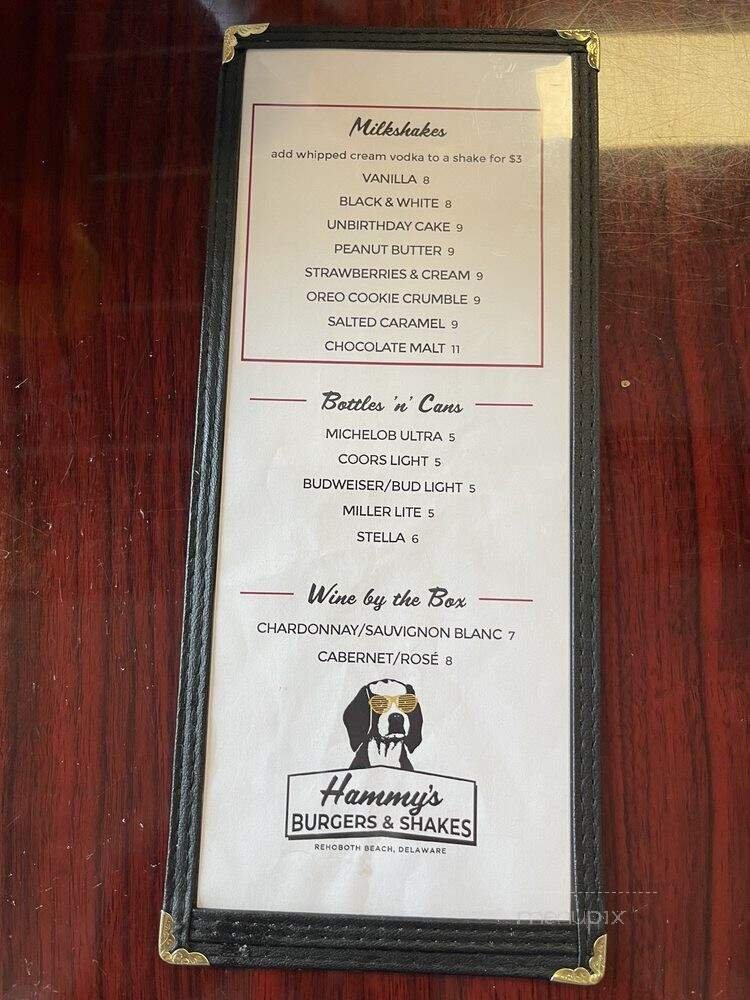 Milkshakes
add whipped cream vodka to a shake for $3
VANILLA 8
BLACK & WHITE 8
UNBIRTHDAY CAKE 9
PEANUT BUTTER 9
STRAWBERRIES & CREAM 9
OREO COOKIE CRUMBLE 9
SALTED CARAMEL 9
CHOCOLATE MALT 11
Bottles 'n' Cans
MICHELOB ULTRA 5
COORS LIGHT 5
BUDWEISER/BUD LIGHT 5
MILLER LITE 5
STELLA 6
Wine by the Box
CHARDONNAY/SAUVIGNON BLANC 7
CABERNET/ROSÉ 8
Hammy's
BURGERS & SHAKES
REHOBOTH BEACH, DELAWARE
menupix